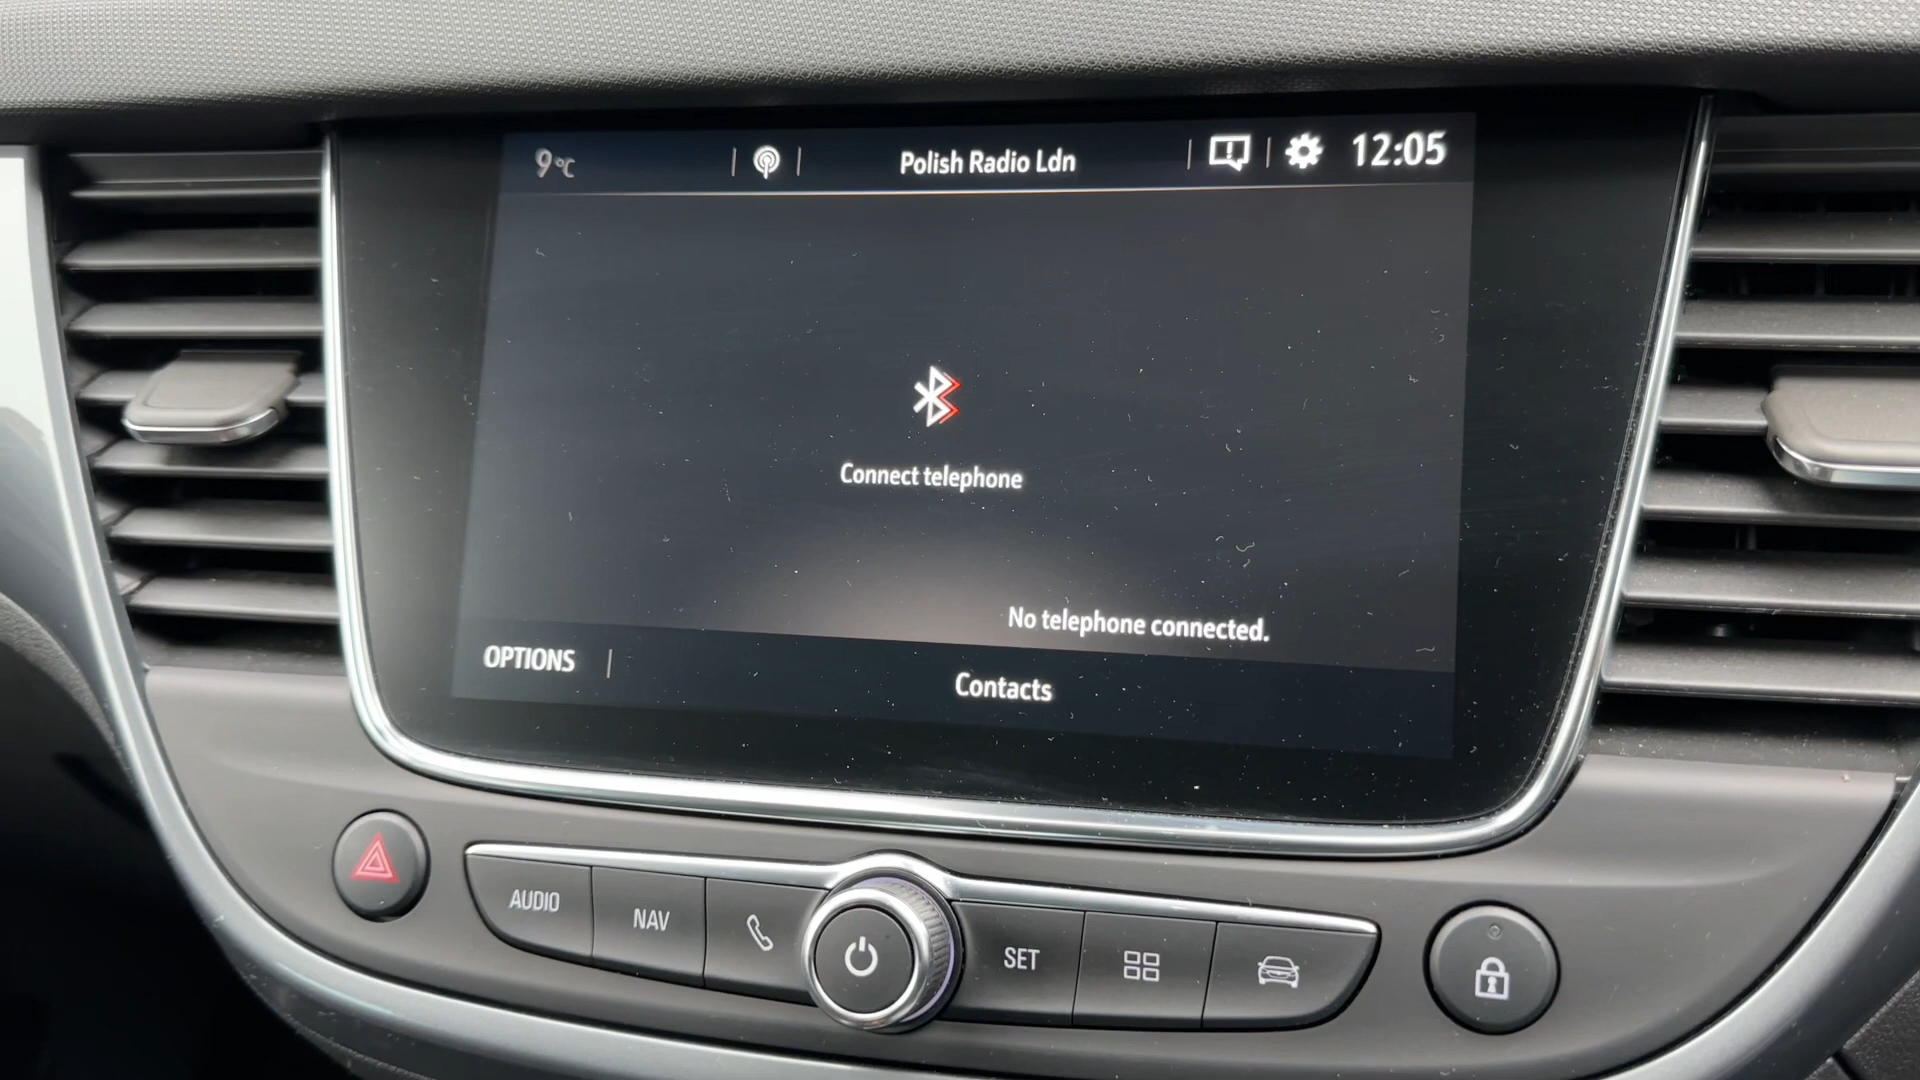 9°C
Polish Radio Ldn
12:05
Connect telephone
No telephone connected.
OPTIONS
Contacts
AUDIO
NAV
SET